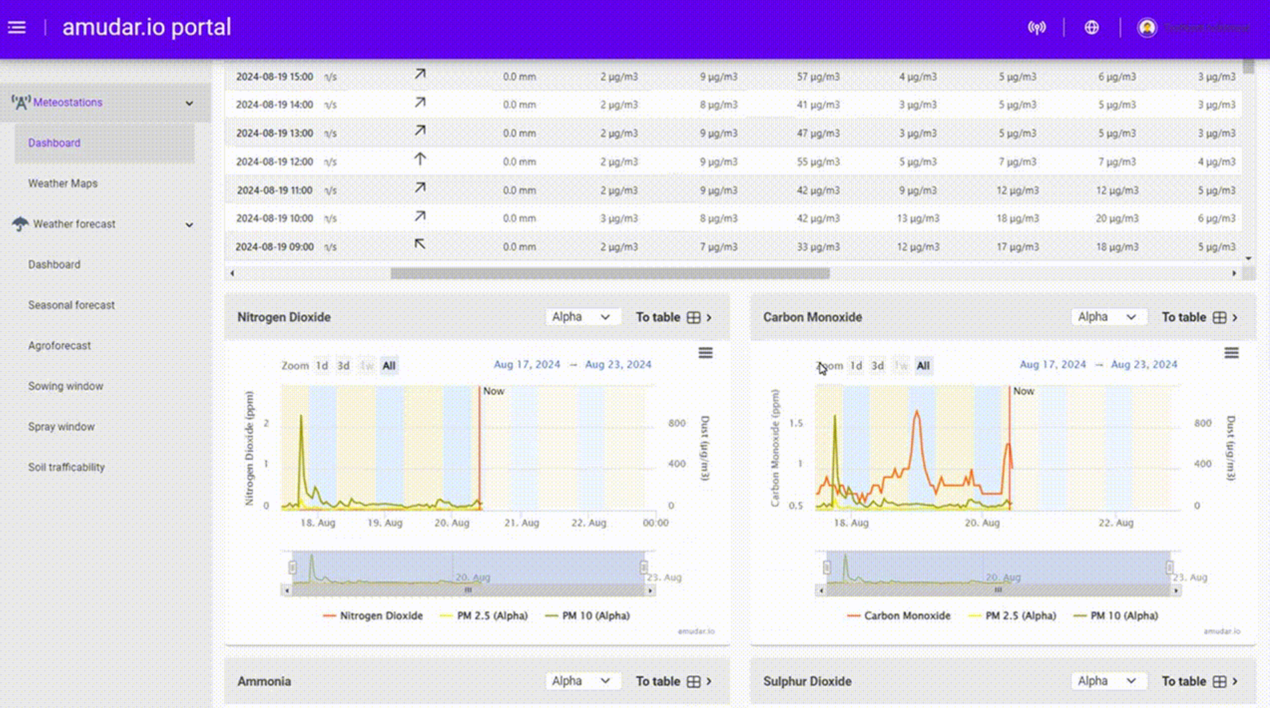 amudar.io portal
2024-08-19 15:00 n/s 0.0 mm 2 µg/m3 9 µg/m3 57 µg/m3 4 µg/m3 5 µg/m3 6 µg/m3 3 µg/m3
Meteostations
2024-08-19 14:00 n/s 0.0 mm 2 µg/m3 8 µg/m3 41 µg/m3 3 µg/m3 5 µg/m3 5 µg/m3 3 µg/m3
2024-08-19 13:00 n/s 0.0 mm 2 µg/m3 9 µg/m3 47 µg/m3 3 µg/m3 5 µg/m3 5 µg/m3 3 µg/m3
Dashboard
2024-08-19 12:00 n/s 0.0 mm 2 µg/m3 9 µg/m3 55 µg/m3 5 µg/m3 7 µg/m3 7 µg/m3 4 µg/m3
Weather Maps
2024-08-19 11:00 n/s 0.0 mm 2 µg/m3 9 µg/m3 42 µg/m3 9 µg/m3 12 µg/m3 12 µg/m3 5 µg/m3
2024-08-19 10:00 n/s 0.0 mm 3 µg/m3 8 µg/m3 42 µg/m3 13 µg/m3 18 µg/m3 20 µg/m3 6 µg/m3
Weather forecast
2024-08-19 09:00 n/s 0.0 mm 2 µg/m3 7 µg/m3 33 µg/m3 12 µg/m3 17 µg/m3 18 µg/m3 5 µg/m3
Dashboard
Seasonal forecast
Agroforecast
Sowing window
Spray window
Soil trafficability
Nitrogen Dioxide Alpha To table
Zoom 1d 3d 1w All Aug 17, 2024 → Aug 23, 2024
Now
Nitrogen Dioxide (ppm)
2 1 0
800 400 0
Dust (µg/m3)
18. Aug 19. Aug 20. Aug 21. Aug 22. Aug 00:00
20. Aug 23. Aug
Nitrogen Dioxide PM 2.5 (Alpha) PM 10 (Alpha)
amudar.io
Carbon Monoxide Alpha To table
Zoom 1d 3d 1w All Aug 17, 2024 → Aug 23, 2024
Now
Carbon Monoxide (ppm)
1.5 1 0.5
800 400 0
Dust (µg/m3)
18. Aug 20. Aug 22. Aug
20. Aug 23. Aug
Carbon Monoxide PM 2.5 (Alpha) PM 10 (Alpha)
amudar.io
Ammonia Alpha To table
Sulphur Dioxide Alpha To table